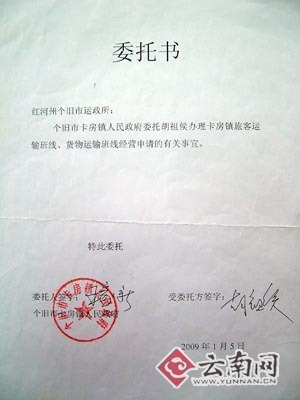 委托书
红河州个旧市运政所：
个旧市卡房镇人民政府委托胡祖候办理卡房镇旅客运
输班线、货物运输班线经营申请的有关事宜。
特此委托
委托人签字：
受委托方签字：
个旧市卡房镇人民政府
2009年1月5日
云南网
WWW.YUNNAN.CN